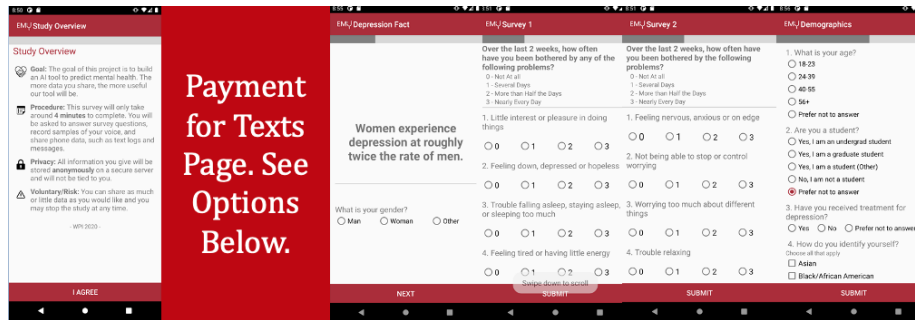 8:50
EMU Study Overview
Study Overview
Goal: The goal of this project is to build
an AI tool to predict mental health. The
more data you share, the more useful
our tool will be.
Procedure: This survey will only take
around 4 minutes to complete. You will
be asked to answer survey questions,
record samples of your voice, and
share phone data, such as text logs and
messages.
Privacy: All information you give will be
stored anonymously on a secure server
and will not be tied to you.
Voluntary/Risk: You can share as much
or little data as you would like and you
may stop the study at any time.
- WPI 2020 -
I AGREE
Payment
for Texts
Page. See
Options
Below.
8:55
EMU Depression Fact
Women experience
depression at roughly
twice the rate of men.
What is your gender?
Man Woman Other
NEXT
8:51
EMU Survey 1
Over the last 2 weeks, how often
have you been bothered by any of the
following problems?
0 - Not At all
1 - Several Days
2 - More than Half the Days
3 - Nearly Every Day
1. Little interest or pleasure in doing
things
0 1 2 3
2. Feeling down, depressed or hopeless
0 1 2 3
3. Trouble falling asleep, staying asleep,
or sleeping too much
0 1 2 3
4. Feeling tired or having little energy
0 1 2 3
Swipe down to scroll
SUBMIT
8:51
EMU Survey 2
Over the last 2 weeks, how often have
you been bothered by the following
problems?
0 - Not At all
1 - Several Days
2 - More than Half the Days
3 - Nearly Every Day
1. Feeling nervous, anxious or on edge
0 1 2 3
2. Not being able to stop or control
worrying
0 1 2 3
3. Worrying too much about different
things
0 1 2 3
4. Trouble relaxing
0 1 2 3
SUBMIT
8:56
EMU Demographics
1. What is your age?
18-23
24-39
40-55
56+
Prefer not to answer
2. Are you a student?
Yes, I am an undergrad student
Yes, I am a graduate student
Yes, I am a student (Other)
No, I am not a student
Prefer not to answer
3. Have you received treatment for
depression?
Yes No Prefer not to answer
4. How do you identify yourself?
Choose all that apply
Asian
Black/African American
SUBMIT